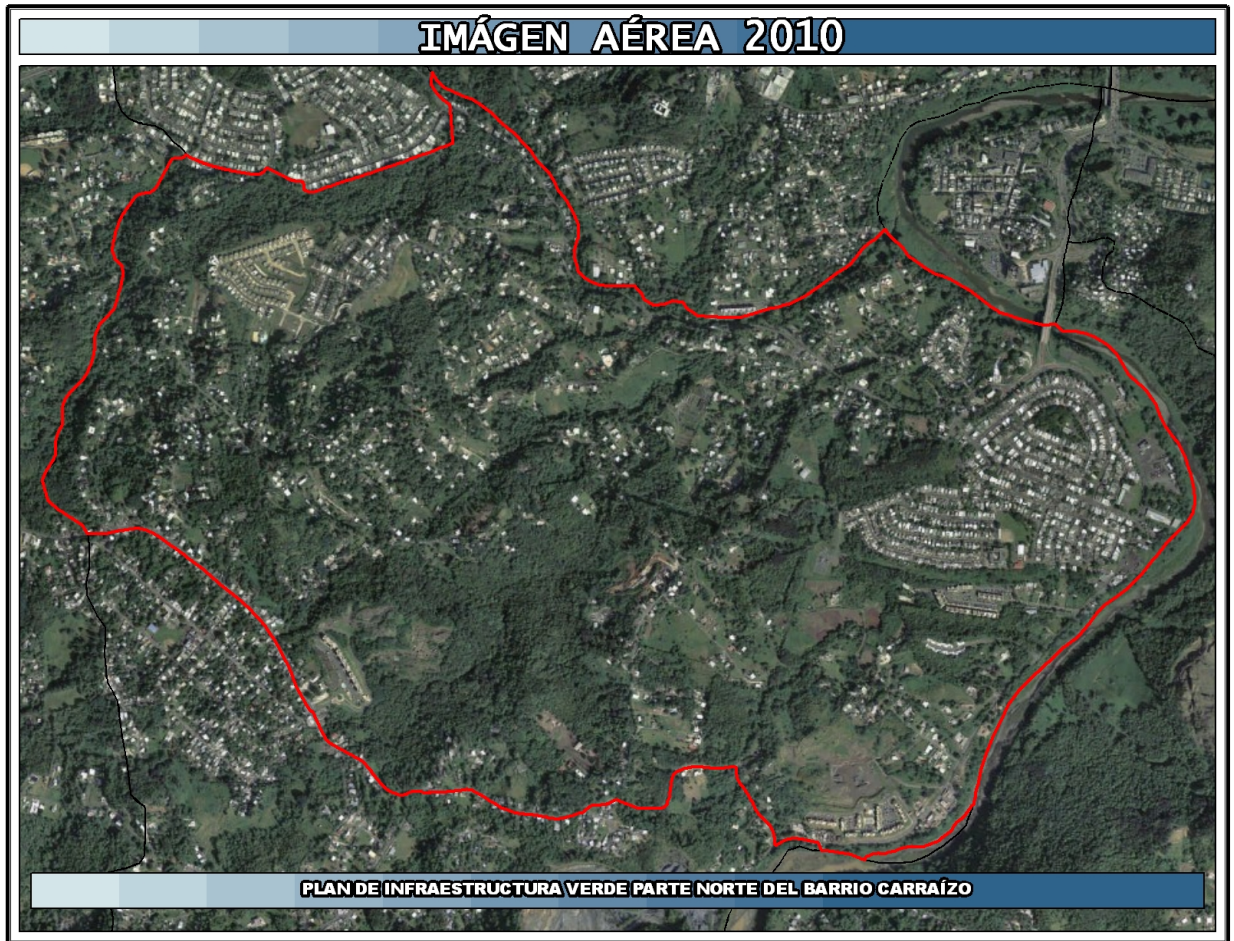 IMÁGEN AÉREA 2010
PLAN DE INFRAESTRUCTURA VERDE PARTE NORTE DEL BARRIO CARRAÍZO